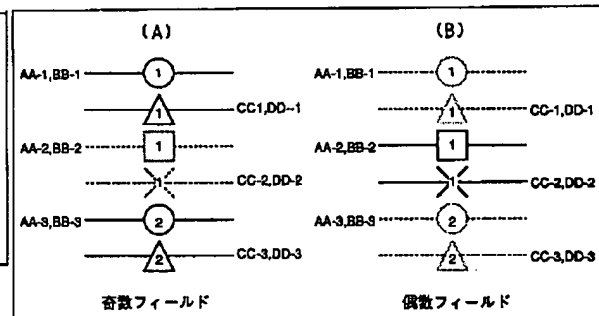 (A)
AA-1,BB-1
1
1
CC1,DD-1
AA-2,BB-2
1
1
CC-2,DD-2
AA-3,BB-3
2
2
CC-3,DD-3
奇数フィールド
(B)
AA-1,BB-1
1
1
CC-1,DD-1
AA-2,BB-2
1
1
CC-2,DD-2
AA-3,BB-3
2
2
CC-3,DD-3
偶数フィールド